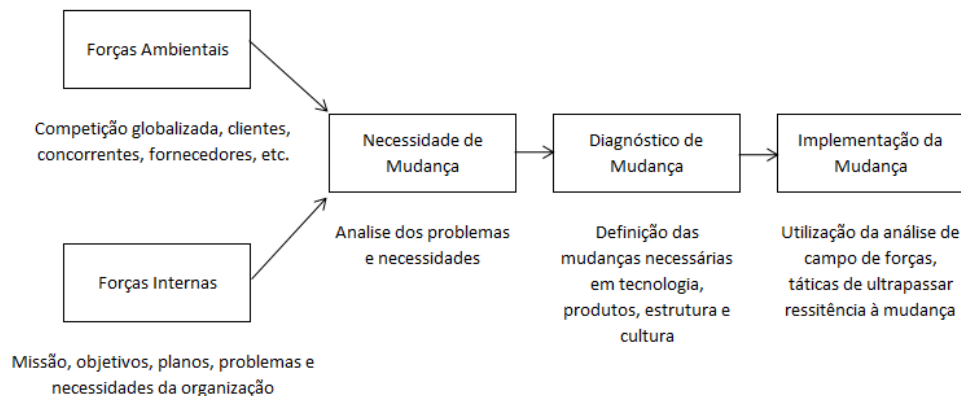 Forças Ambientais
Competição globalizada, clientes,
concorrentes, fornecedores, etc.
Forças Internas
Missão, objetivos, planos, problemas e
necessidades da organização
Necessidade de
Mudança
Analise dos problemas
e necessidades
Diagnóstico de
Mudança
Definição das
mudanças necessárias
em tecnologia,
produtos, estrutura e
cultura
Implementação da
Mudança
Utilização da análise de
campo de forças,
táticas de ultrapassar
ressitência à mudança